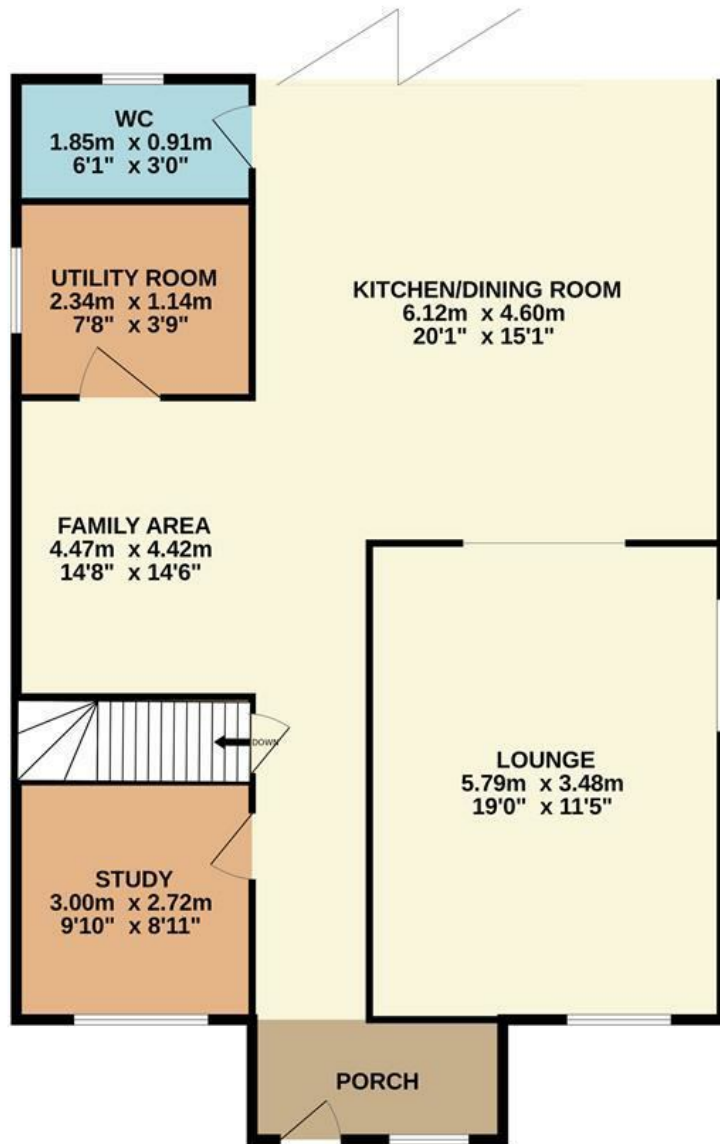 WC
1.85m x 0.91m
6'1" x 3'0"
UTILITY ROOM
2.34m x 1.14m
7'8" x 3'9"
KITCHEN/DINING ROOM
6.12m x 4.60m
20'1" x 15'1"
FAMILY AREA
4.47m x 4.42m
14'8" x 14'6"
DOWN
LOUNGE
5.79m x 3.48m
19'0" x 11'5"
STUDY
3.00m x 2.72m
9'10" x 8'11"
PORCH